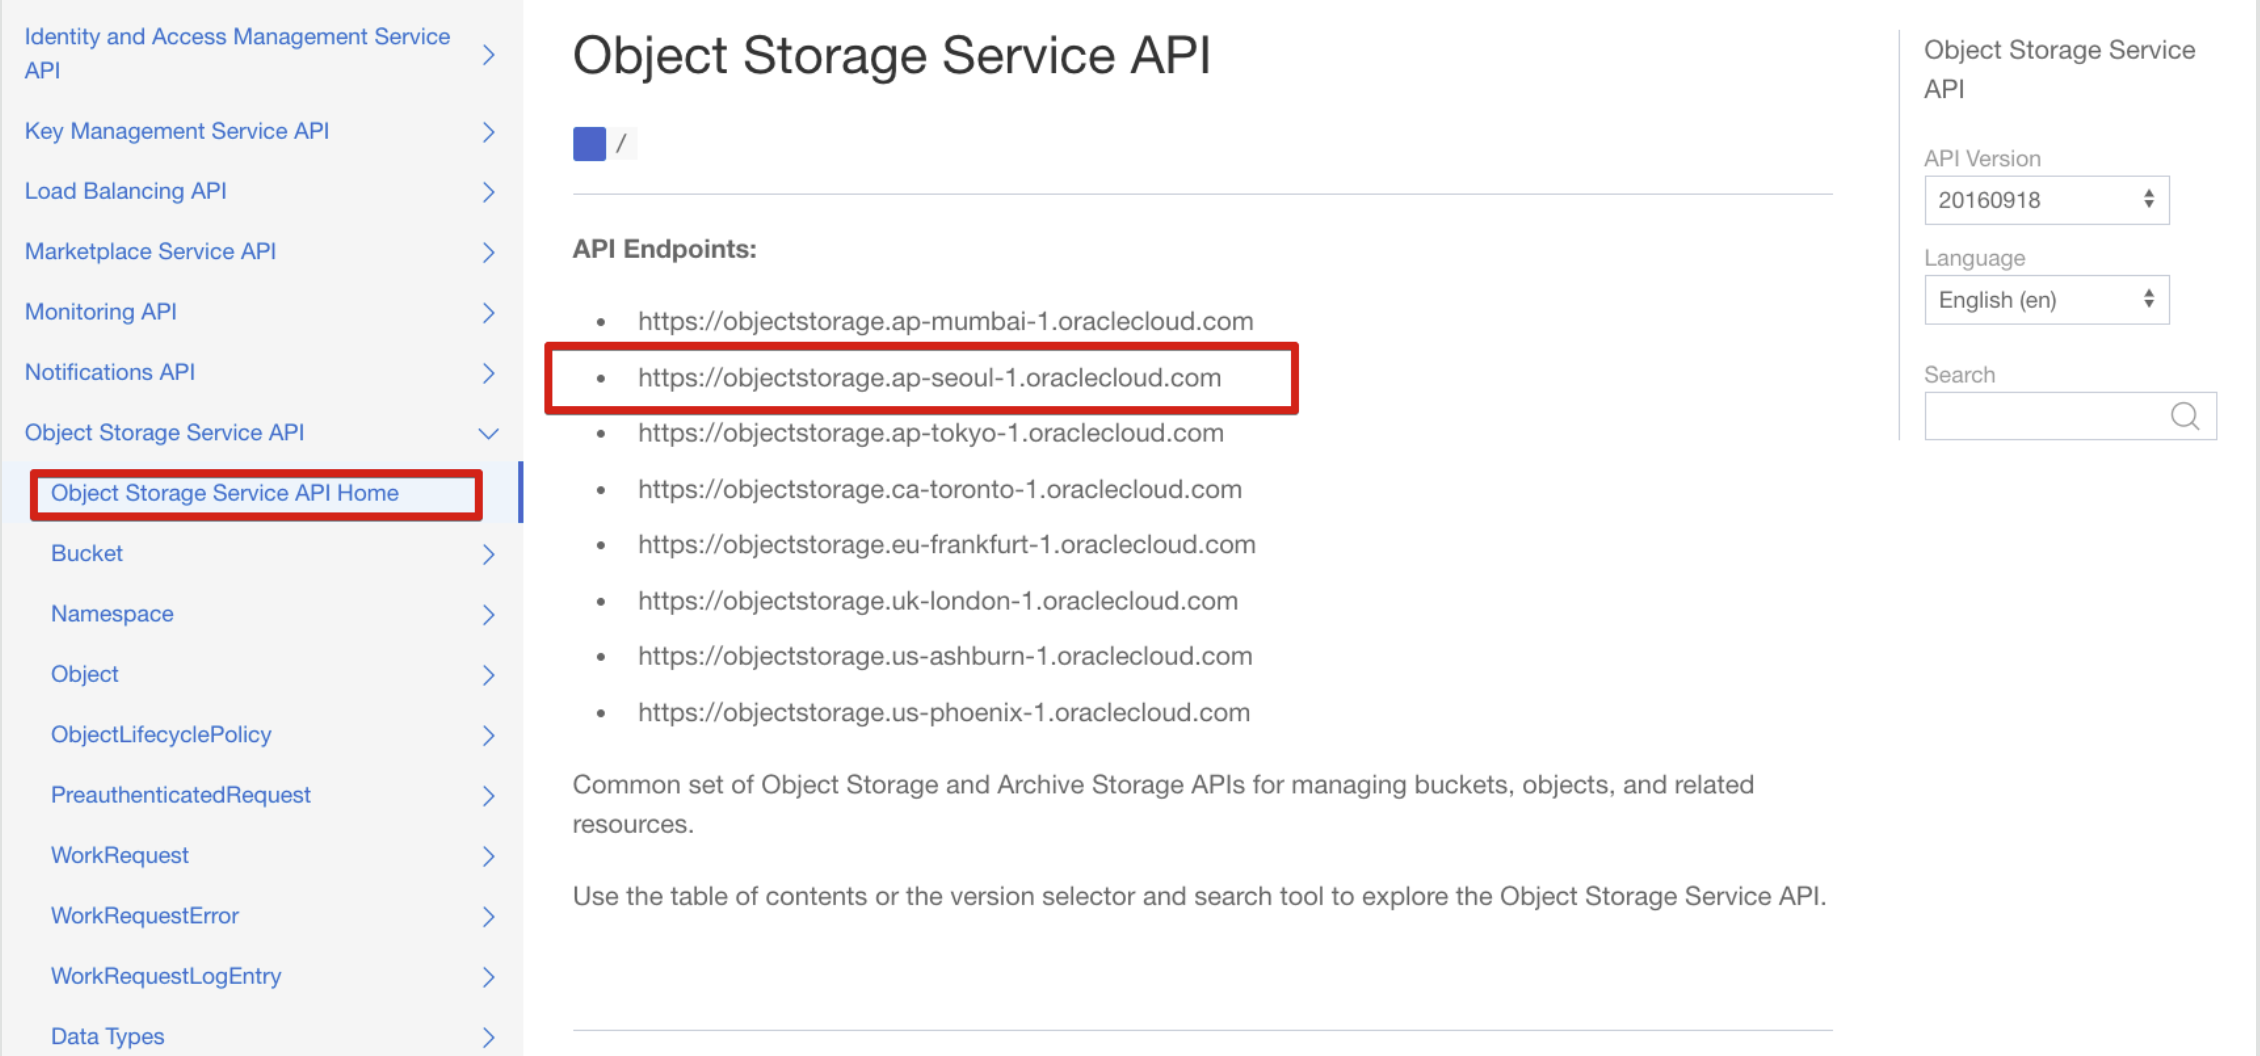 Identity and Access Management Service
API
Key Management Service API
Load Balancing API
Marketplace Service API
Monitoring API
Notifications API
Object Storage Service API
Object Storage Service API Home
Bucket
Namespace
Object
ObjectLifecyclePolicy
PreauthenticatedRequest
WorkRequest
WorkRequestError
WorkRequestLogEntry
Data Types
Object Storage Service API
/
API Endpoints:
• https://objectstorage.ap-mumbai-1.oraclecloud.com
• https://objectstorage.ap-seoul-1.oraclecloud.com
• https://objectstorage.ap-tokyo-1.oraclecloud.com
• https://objectstorage.ca-toronto-1.oraclecloud.com
• https://objectstorage.eu-frankfurt-1.oraclecloud.com
• https://objectstorage.uk-london-1.oraclecloud.com
• https://objectstorage.us-ashburn-1.oraclecloud.com
• https://objectstorage.us-phoenix-1.oraclecloud.com
Common set of Object Storage and Archive Storage APIs for managing buckets, objects, and related
resources.
Use the table of contents or the version selector and search tool to explore the Object Storage Service API.
Object Storage Service
API
API Version
20160918
Language
English (en)
Search